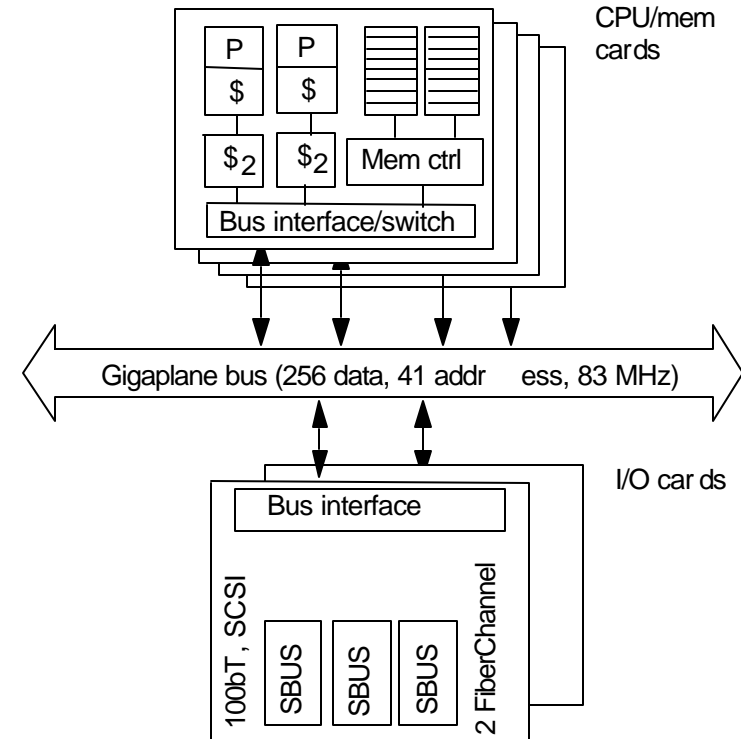 CPU/mem
cards
P
P
$
$
$2
$2
Mem ctrl
Bus interface/switch
Gigaplane bus (256 data, 41 addr ess, 83 MHz)
I/O car ds
Bus interface
100bT, SCSI
SBUS
SBUS
SBUS
2 FiberChannel